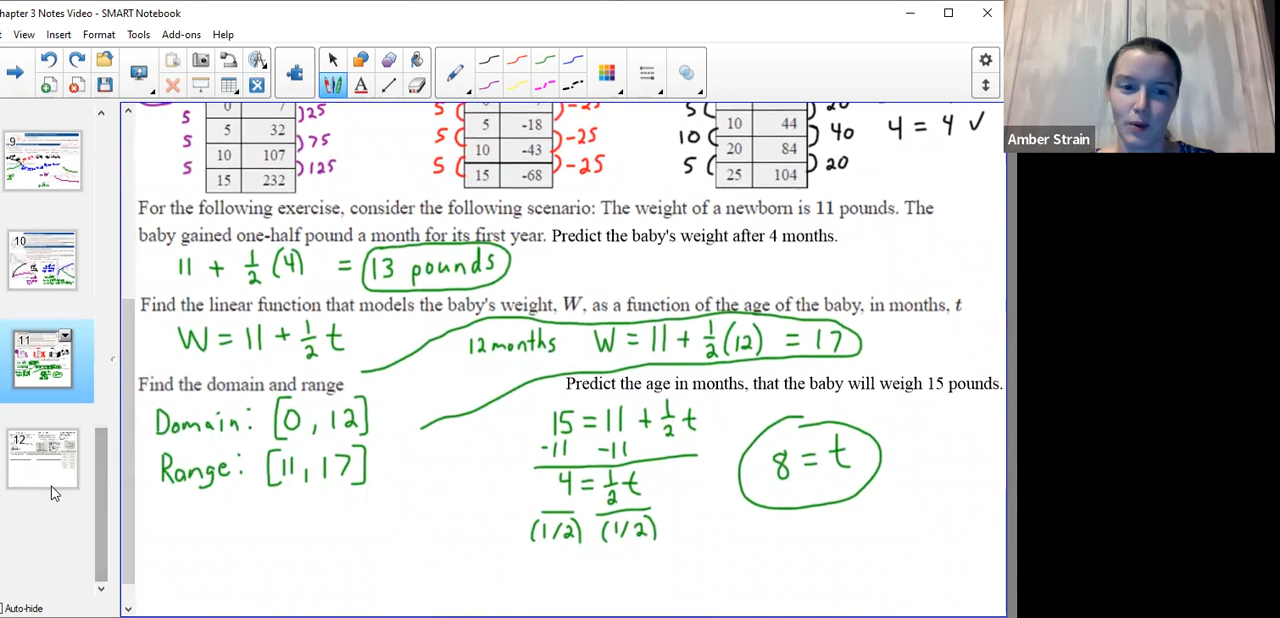 hapter 3 Notes Video - SMART Notebook
View Insert Format Tools Add-ons Help
Amber Strain
5 0 7 )25
5 5 32 )75
5 10 107 )125
15 232
5( )-25
5( 5 -18 )-25
5( 10 -43 )-25
15 -68
5( ) 20
10( 10 44 ) 40
5( 20 84 ) 20
25 104
4 = 4 ✓
For the following exercise, consider the following scenario: The weight of a newborn is 11 pounds. The
baby gained one-half pound a month for its first year. Predict the baby's weight after 4 months.
11 + 1/2 (4) = 13 pounds
Find the linear function that models the baby's weight, W, as a function of the age of the baby, in months, t
W = 11 + 1/2 t
12 months W = 11 + 1/2 (12) = 17
Find the domain and range
Domain: [0, 12]
Range: [11, 17]
Predict the age in months, that the baby will weigh 15 pounds.
15 = 11 + 1/2 t
-11 -11
4 = 1/2 t
(1/2) (1/2)
8 = t
9
10
11
12
Auto-hide